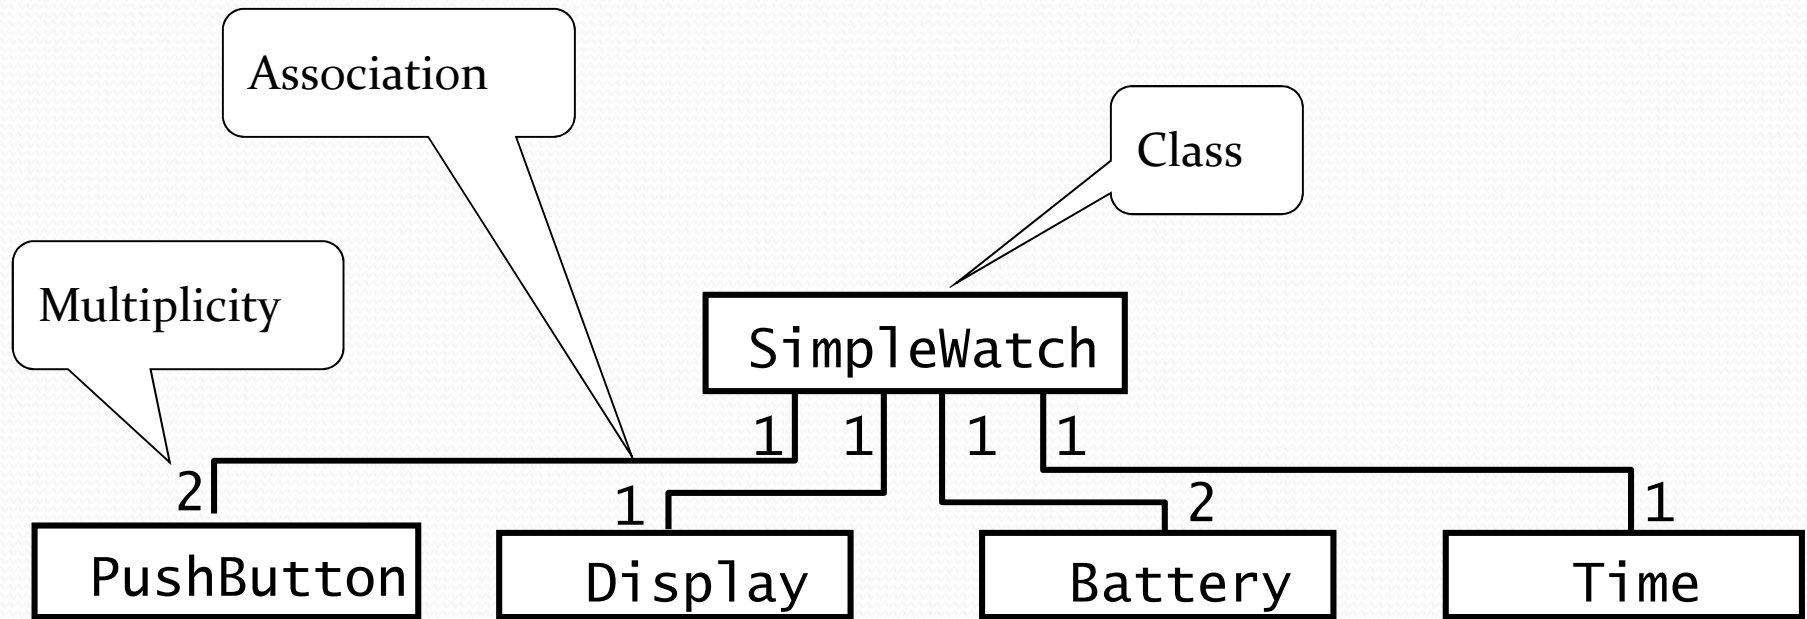 Association
Class
Multiplicity
SimpleWatch
1 1 1 1
2 1 2 1
PushButton Display Battery Time